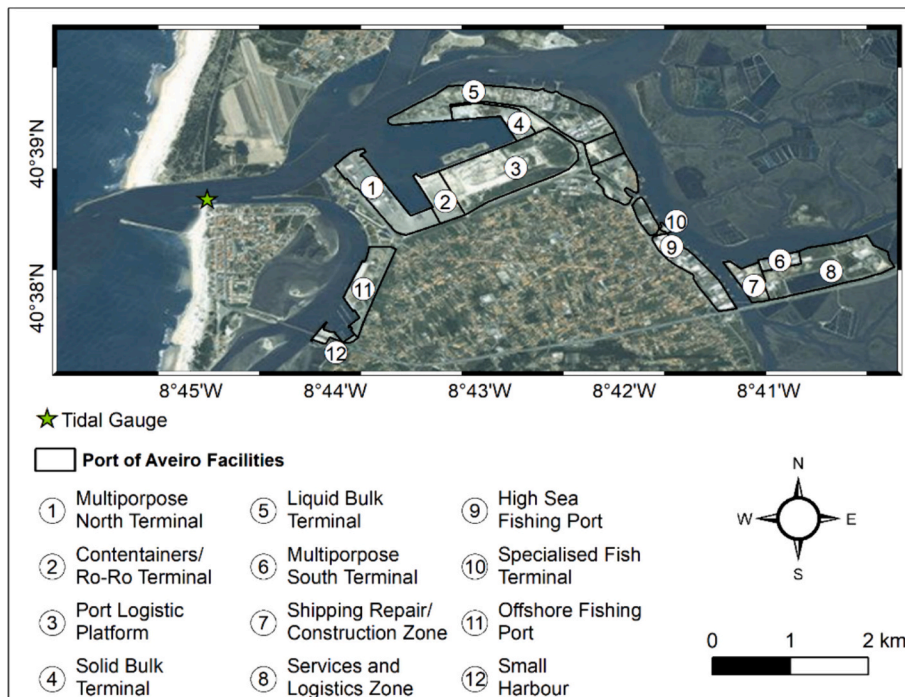 5
4
3
1
2
10
9
6
7
8
11
12
40°39'N
40°38'N
8°45'W 8°44'W 8°43'W 8°42'W 8°41'W
Tidal Gauge
Port of Aveiro Facilities
1 Multiporpose
North Terminal
2 Contentainers/
Ro-Ro Terminal
3 Port Logistic
Platform
4 Solid Bulk
Terminal
5 Liquid Bulk
Terminal
6 Multiporpose
South Terminal
7 Shipping Repair/
Construction Zone
8 Services and
Logistics Zone
9 High Sea
Fishing Port
10 Specialised Fish
Terminal
11 Offshore Fishing
Port
12 Small
Harbour
N
W E
S
0 1 2 km